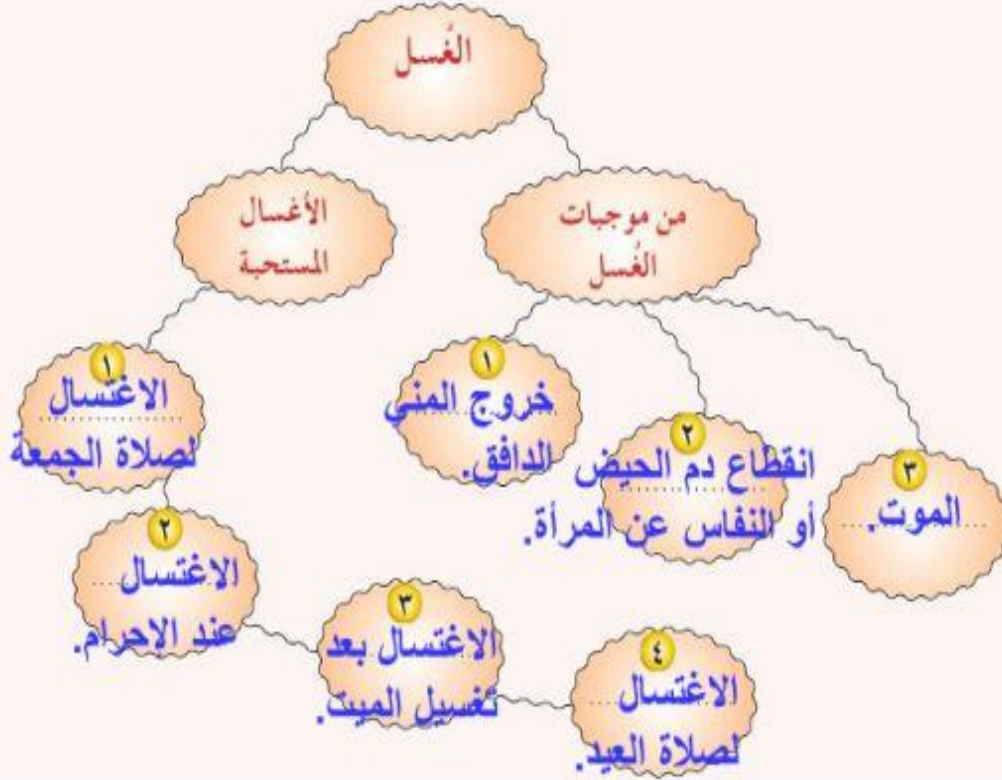 الغُسل
من موجبات
الغُسل
الأغسال
المستحبة
١
خروج المني
الدافق.
٢
انقطاع دم الحيض
أو النفاس عن المرأة.
٣
الموت.
١
الاغتسال
لصلاة الجمعة
٢
الاغتسال
عند الإحرام.
٣
الاغتسال بعد
تغسيل الميت.
٤
الاغتسال
لصلاة العيد.